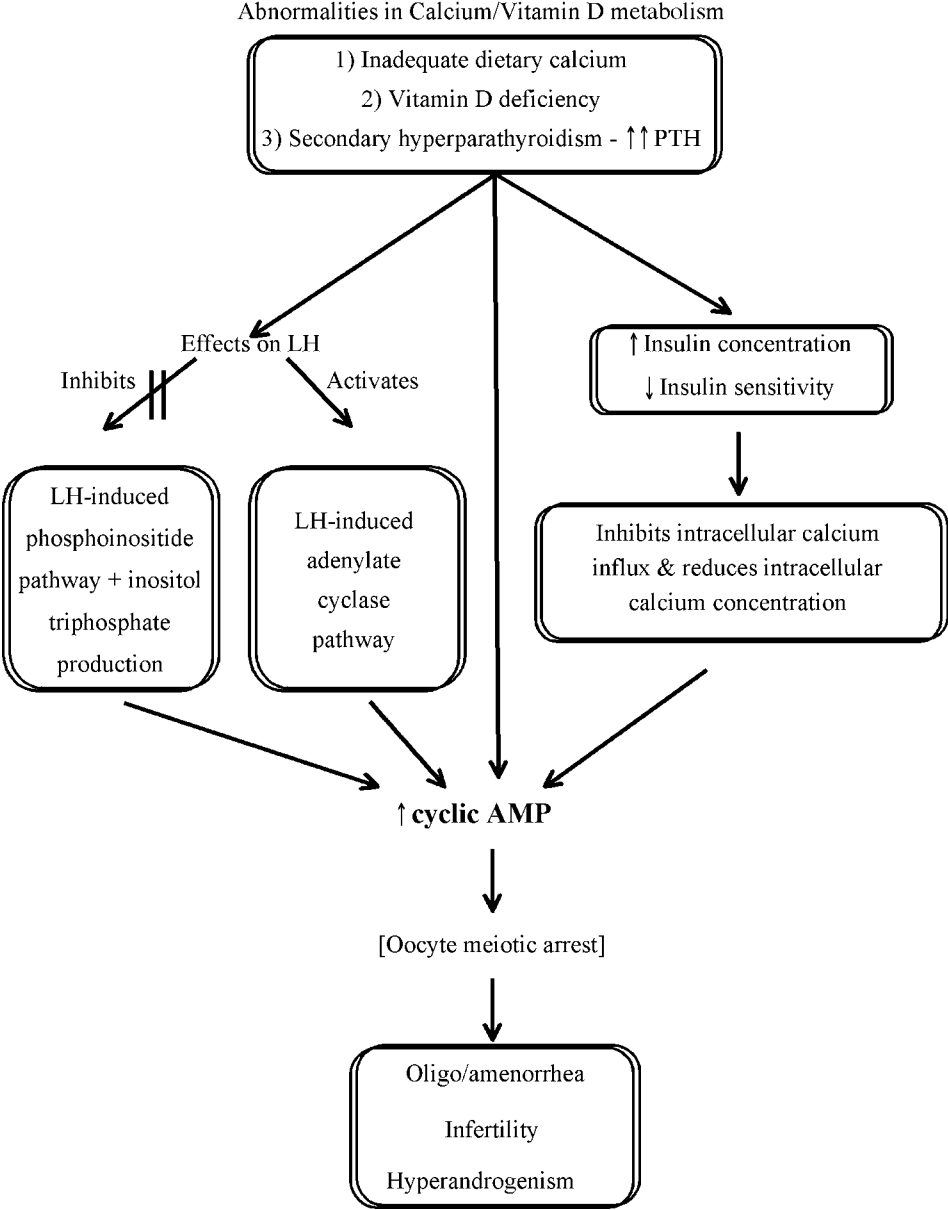 Abnormalities in Calcium/Vitamin D metabolism
1) Inadequate dietary calcium
2) Vitamin D deficiency
3) Secondary hyperparathyroidism - ↑↑ PTH
Effects on LH
Inhibits
Activates
↑ Insulin concentration
↓ Insulin sensitivity
LH-induced
phosphoinositide
pathway + inositol
triphosphate
production
LH-induced
adenylate
cyclase
pathway
Inhibits intracellular calcium
influx & reduces intracellular
calcium concentration
↑ cyclic AMP
[Oocyte meiotic arrest]
Oligo/amenorrhea
Infertility
Hyperandrogenism